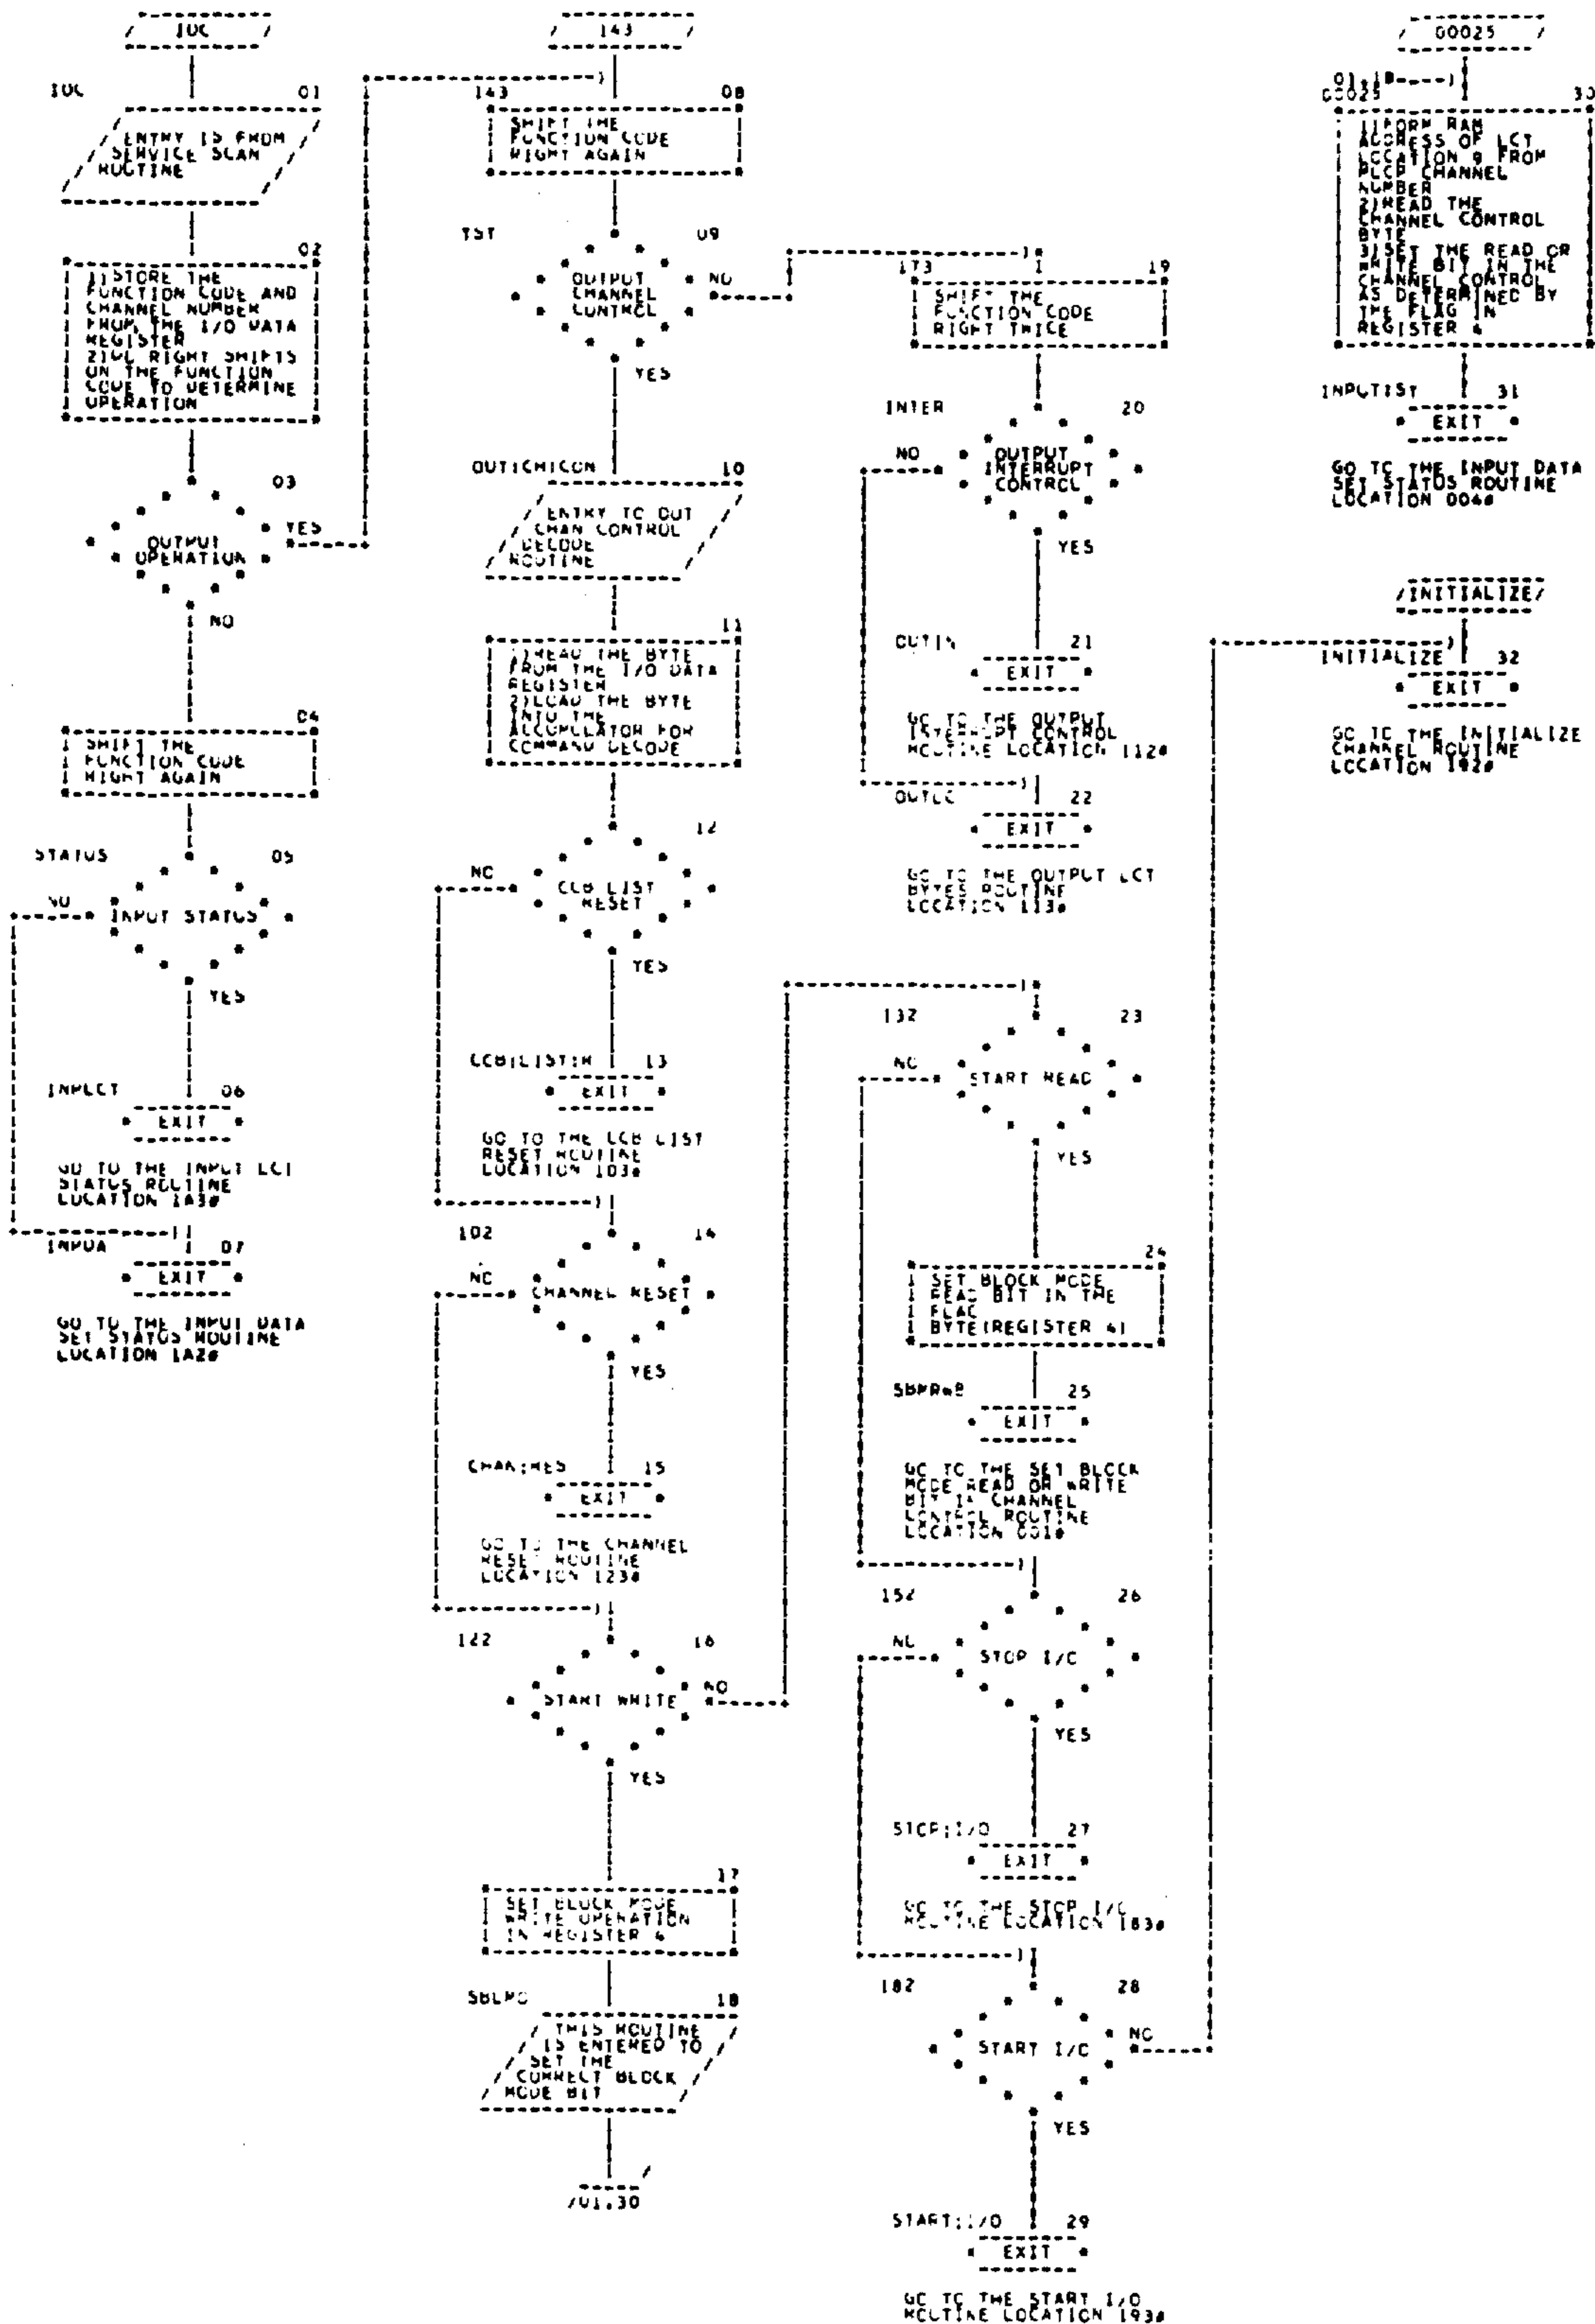 IOC
IOC 01
ENTRY IS FROM
SERVICE SCAN
ROUTINE
02
1)STORE THE
FUNCTION CODE AND
CHANNEL NUMBER
FROM THE I/O DATA
REGISTER
RIGHT SHIFTS
ON THE FUNCTION
CODE TO DETERMINE
OPERATION
03
OUTPUT
OPERATION
YES
NO
04
SHIFT THE
FUNCTION CODE
RIGHT AGAIN
STATUS 05
NO
INPUT STATUS
YES
INPLCT 06
EXIT
GO TO THE INPUT LCT
STATUS ROUTINE
LOCATION 1A3#
INPDA 07
EXIT
GO TO THE INPUT DATA
SET STATUS ROUTINE
LOCATION 1A2#
143
143 08
SHIFT THE
FUNCTION CODE
RIGHT AGAIN
TST 09
OUTPUT
CHANNEL
CONTROL
NO
YES
OUT|CH|CON 10
ENTRY TO OUT
CHAN CONTROL
DECODE
ROUTINE
11
1)READ THE BYTE
FROM THE I/O DATA
REGISTER
2)LOAD THE BYTE
INTO THE
ACCUMULATOR FOR
COMMAND DECODE
12
NO
CCB LIST
RESET
YES
CCB|LIST|R 13
EXIT
GO TO THE CCB LIST
RESET ROUTINE
LOCATION 103#
102 14
NO
CHANNEL RESET
YES
CHAN|RES 15
EXIT
GO TO THE CHANNEL
RESET ROUTINE
LOCATION 123#
122 16
START WRITE
NO
YES
17
SET BLOCK MODE
WRITE OPERATION
IN REGISTER 4
SBLMO 18
THIS ROUTINE
IS ENTERED TO
SET THE
CORRECT BLOCK
MODE BIT
/01.30
173 19
SHIFT THE
FUNCTION CODE
RIGHT TWICE
INTER 20
NO
OUTPUT
INTERRUPT
CONTROL
YES
OUTIN 21
EXIT
GO TO THE OUTPUT
INTERRUPT CONTROL
ROUTINE LOCATION 112#
OUTLC 22
EXIT
GO TO THE OUTPUT LCT
BYTES ROUTINE
LOCATION 113#
132 23
NO
START READ
YES
24
SET BLOCK MODE
READ BIT IN THE
FLAG
BYTE(REGISTER 4)
SBMRWB 25
EXIT
GO TO THE SET BLOCK
MODE READ OR WRITE
BIT IN CHANNEL
CONTROL ROUTINE
LOCATION 001#
152 26
NO
STOP I/O
YES
STOP|I/O 27
EXIT
GO TO THE STOP I/O
ROUTINE LOCATION 183#
182 28
START I/O
NO
YES
START|I/O 29
EXIT
GO TO THE START I/O
ROUTINE LOCATION 193#
G0025
01.18
G0025 30
1)FORM RAM
ADDRESS OF LCT
LOCATION 9 FROM
MLCP CHANNEL
NUMBER
2)READ THE
CHANNEL CONTROL
BYTE
3)SET THE READ OR
WRITE BIT IN THE
CHANNEL CONTROL
AS DETERMINED BY
THE FLAG IN
REGISTER 4
INPUT|ST 31
EXIT
GO TO THE INPUT DATA
SET STATUS ROUTINE
LOCATION 004#
/INITIALIZE/
INITIALIZE 32
EXIT
GO TO THE INITIALIZE
CHANNEL ROUTINE
LOCATION 192#